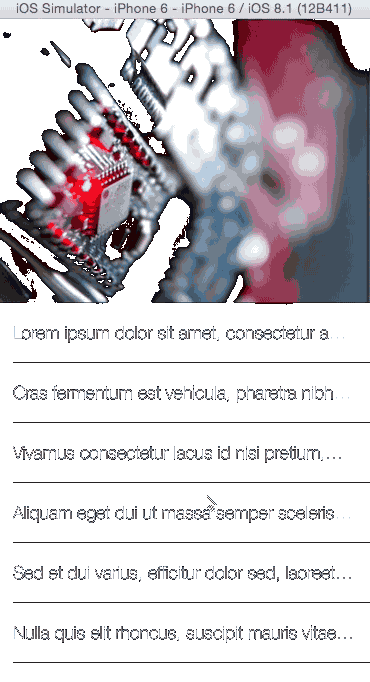 iOS Simulator - iPhone 6 - iPhone 6 / iOS 8.1 (12B411)
Lorem ipsum dolor sit amet, consectetur a...
Cras fermentum est vehicula, pharetra nibh...
Vivamus consectetur lacus id nisi pretium,...
Aliquam eget dui ut massa semper sceleris...
Sed et dui varius, efficitur dolor sed, laoreet...
Nulla quis elit rhoncus, suscipit mauris vitae...